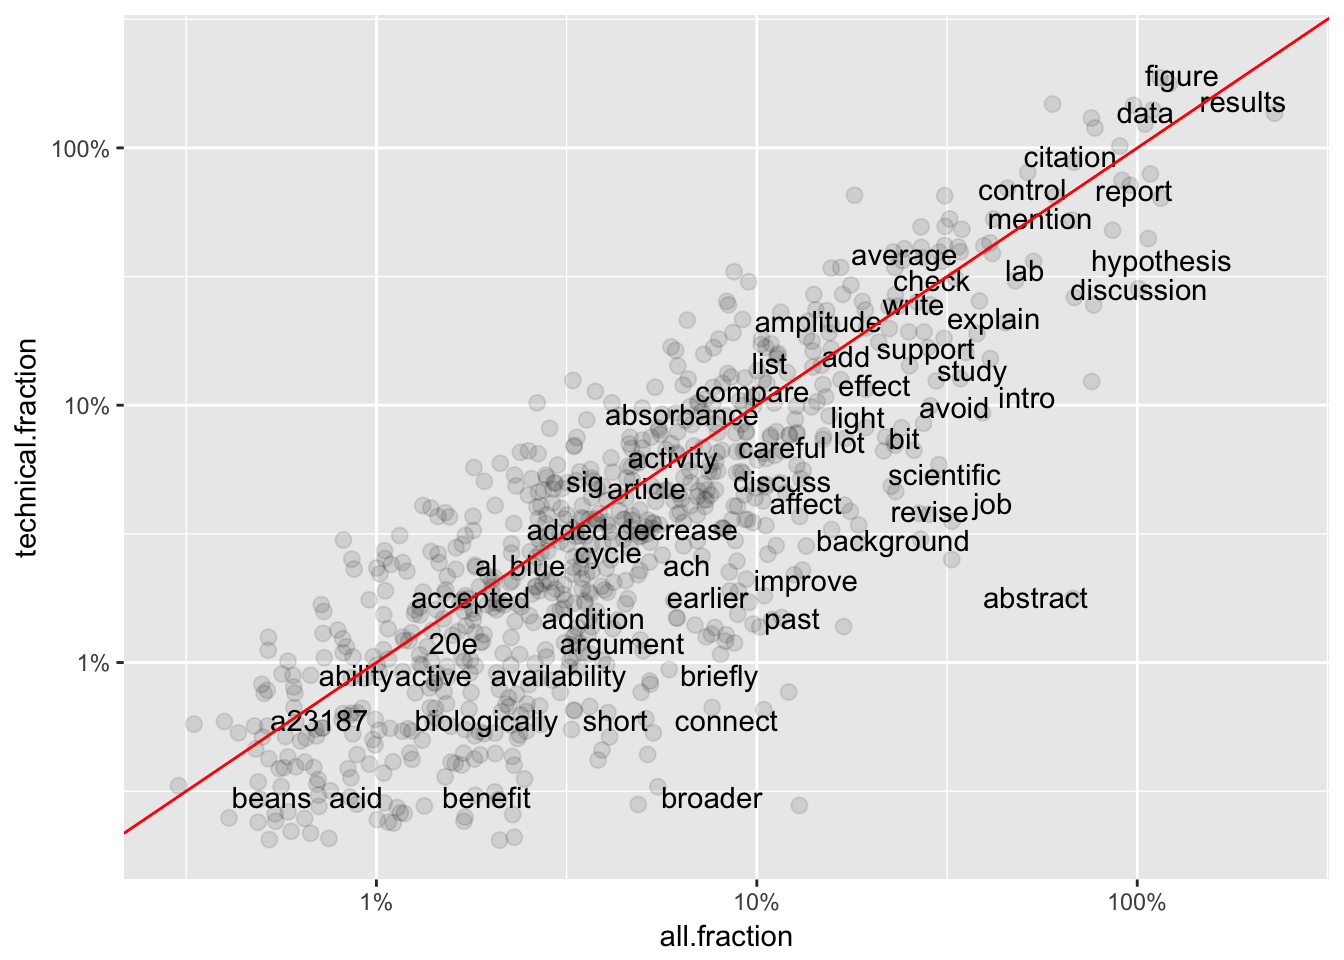 figure
results
data
100%
citation
control
report
mention
average
hypothesis
lab
check
discussion
write
amplitude
explain
support
add
list
study
effect
compare
intro
avoid
absorbance
10%
light
bit
lot
careful
activity
scientific
sig
discuss
article
affect
job
revise
added
decrease
background
cycle
al
blue
ach
improve
accepted
earlier
abstract
addition
past
20e
argument
1%
ability
active
availability
briefly
a23187
biologically
short
connect
beans
acid
benefit
broader
technical.fraction
1%
10%
100%
all.fraction